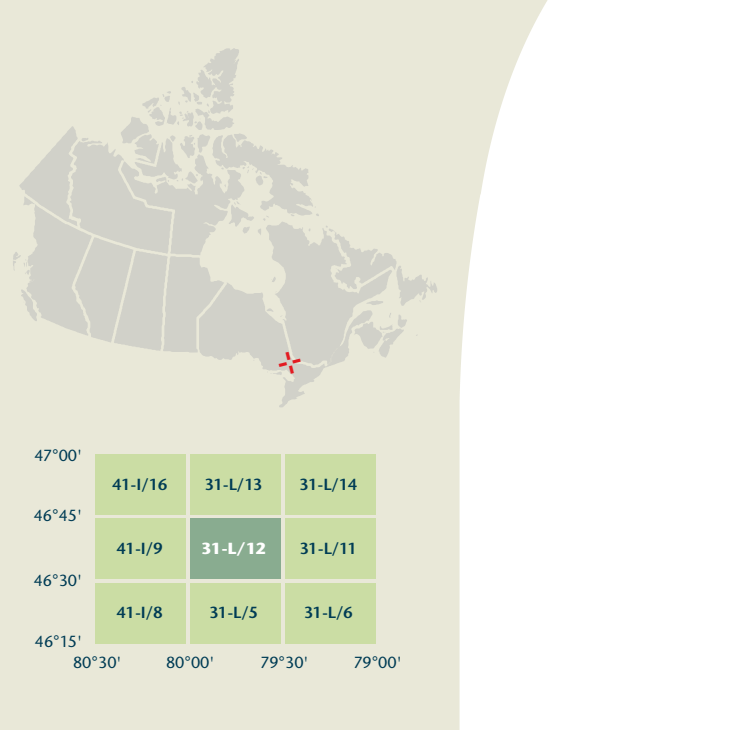 47°00'
41-I/16 31-L/13 31-L/14
46°45'
41-I/9 31-L/12 31-L/11
46°30'
41-I/8 31-L/5 31-L/6
46°15'
80°30' 80°00' 79°30' 79°00'